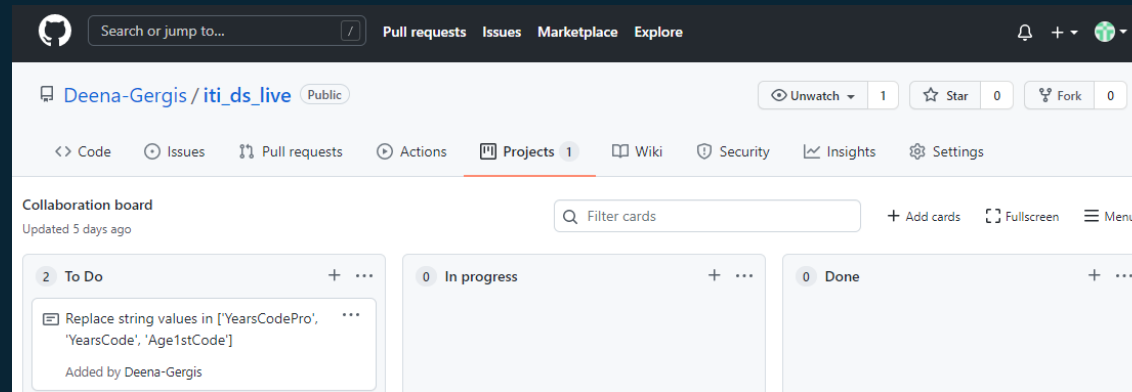 Search or jump to... / Pull requests Issues Marketplace Explore
Deena-Gergis / iti_ds_live Public Unwatch 1 Star 0 Fork 0
Code Issues Pull requests Actions Projects 1 Wiki Security Insights Settings
Collaboration board
Updated 5 days ago
Filter cards + Add cards Fullscreen Menu
2 To Do + ...
Replace string values in ['YearsCodePro',
'YearsCode', 'Age1stCode']
...
Added by Deena-Gergis
0 In progress + ...
0 Done + ...